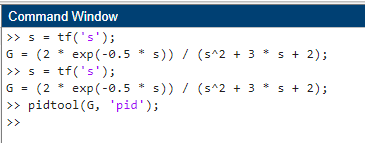 Command Window
>> s = tf('s');
G = (2 * exp(-0.5 * s)) / (s^2 + 3 * s + 2);
>> s = tf('s');
G = (2 * exp(-0.5 * s)) / (s^2 + 3 * s + 2);
>> pidtool(G, 'pid');
>>